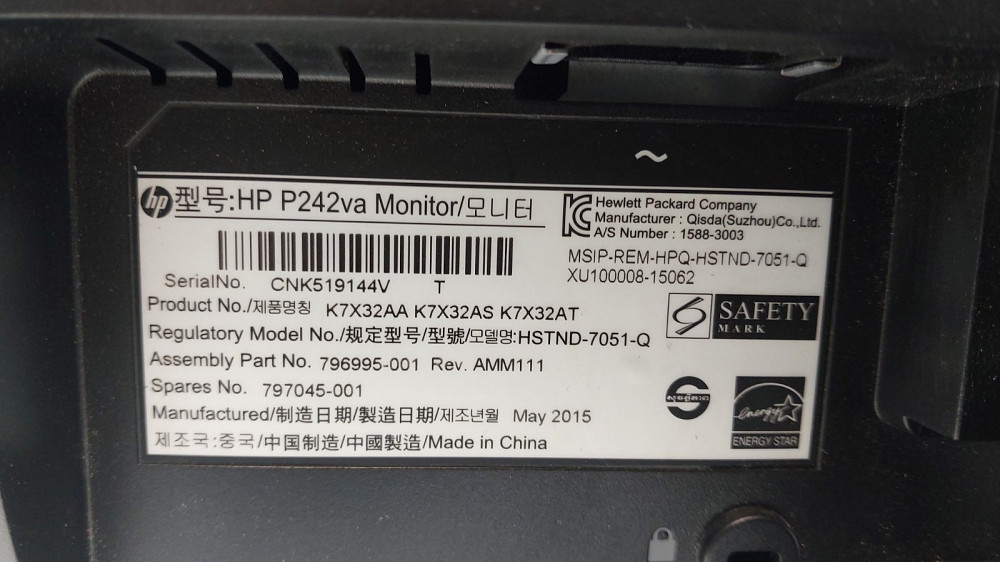 ~
hp 型号:HP P242va Monitor/모니터
SerialNo. CNK519144V T
Product No./제품명칭 K7X32AA K7X32AS K7X32AT
Regulatory Model No./规定型号/型號/모델명:HSTND-7051-Q
Assembly Part No. 796995-001 Rev. AMM111
Spares No. 797045-001
Manufactured/制造日期/製造日期/제조년월 May 2015
제조국:중국/中国制造/中國製造/Made in China
Hewlett Packard Company
Manufacturer : Qisda(Suzhou)Co.,Ltd.
A/S Number : 1588-3003
MSIP-REM-HPQ-HSTND-7051-Q
XU100008-15062
S SAFETY
MARK
energy
ENERGY STAR